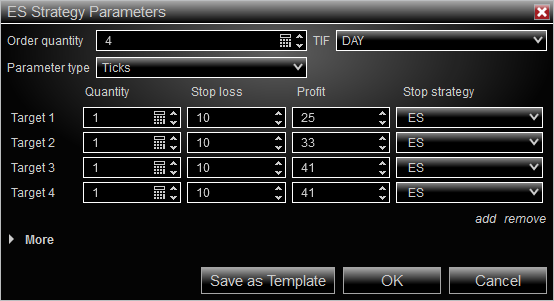 ES Strategy Parameters
Order quantity 4 TIF DAY
Parameter type Ticks
Quantity Stop loss Profit Stop strategy
Target 1 1 10 25 ES
Target 2 1 10 33 ES
Target 3 1 10 41 ES
Target 4 1 10 41 ES
add remove
More
Save as Template OK Cancel